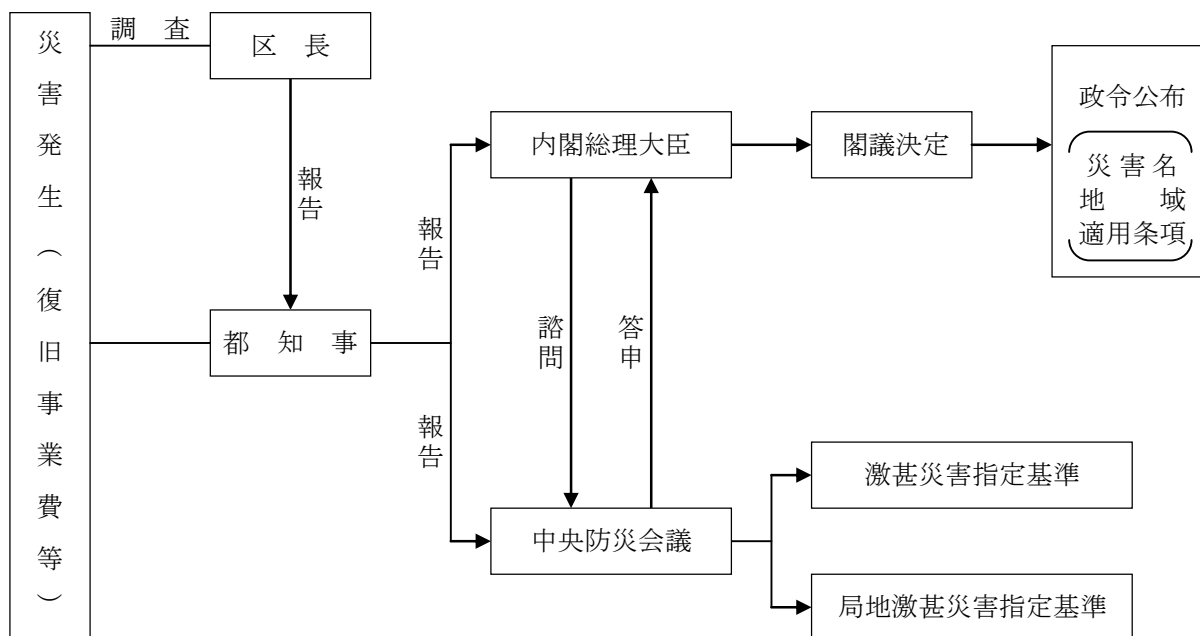 災害発生（復旧事業費等）
調　査
区　長
報告
都　知　事
報告
報告
内閣総理大臣
諮問
答申
中央防災会議
閣議決定
政令公布
災 害 名
地　　域
適用条項
激甚災害指定基準
局地激甚災害指定基準